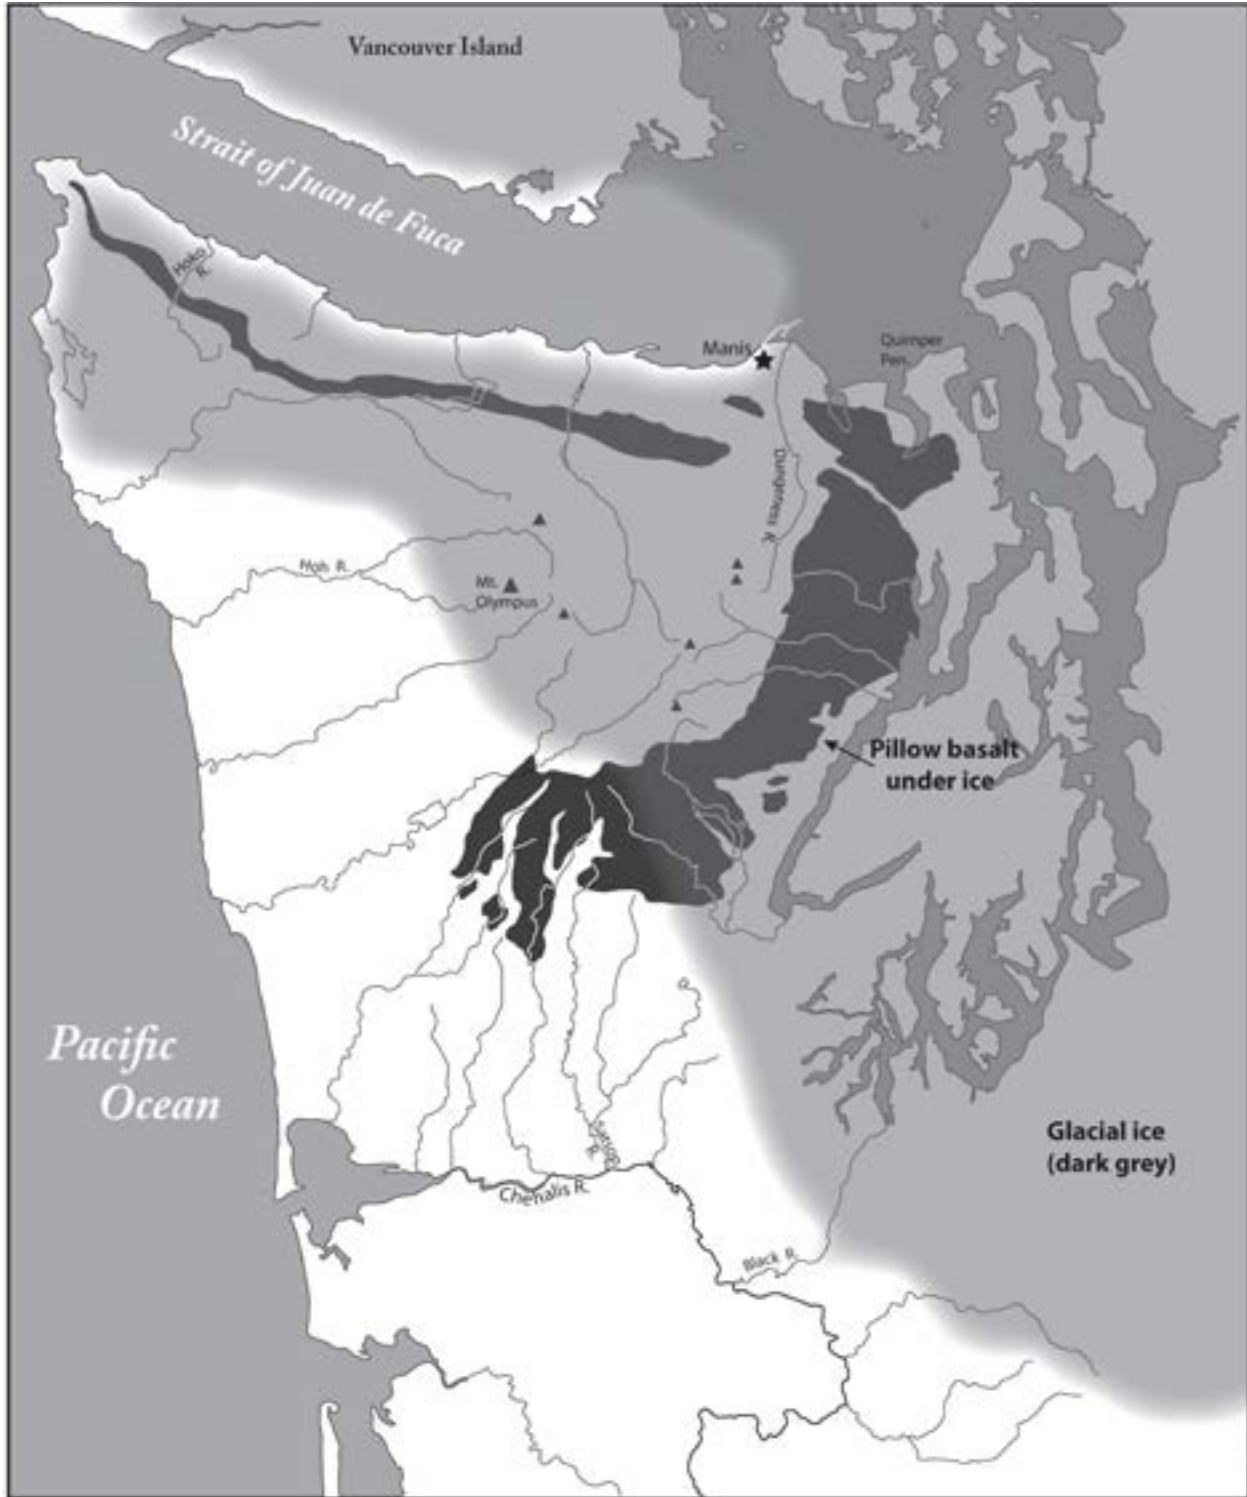 Vancouver Island
Strait of Juan de Fuca
Hoko
R.
Manis
Quimper
Pen.
Dungeness R.
Hoh R.
Mt.
Olympus
Pillow basalt
under ice
Pacific
Ocean
Glacial ice
(dark grey)
Satsop
R.
Chehalis R.
Black R.